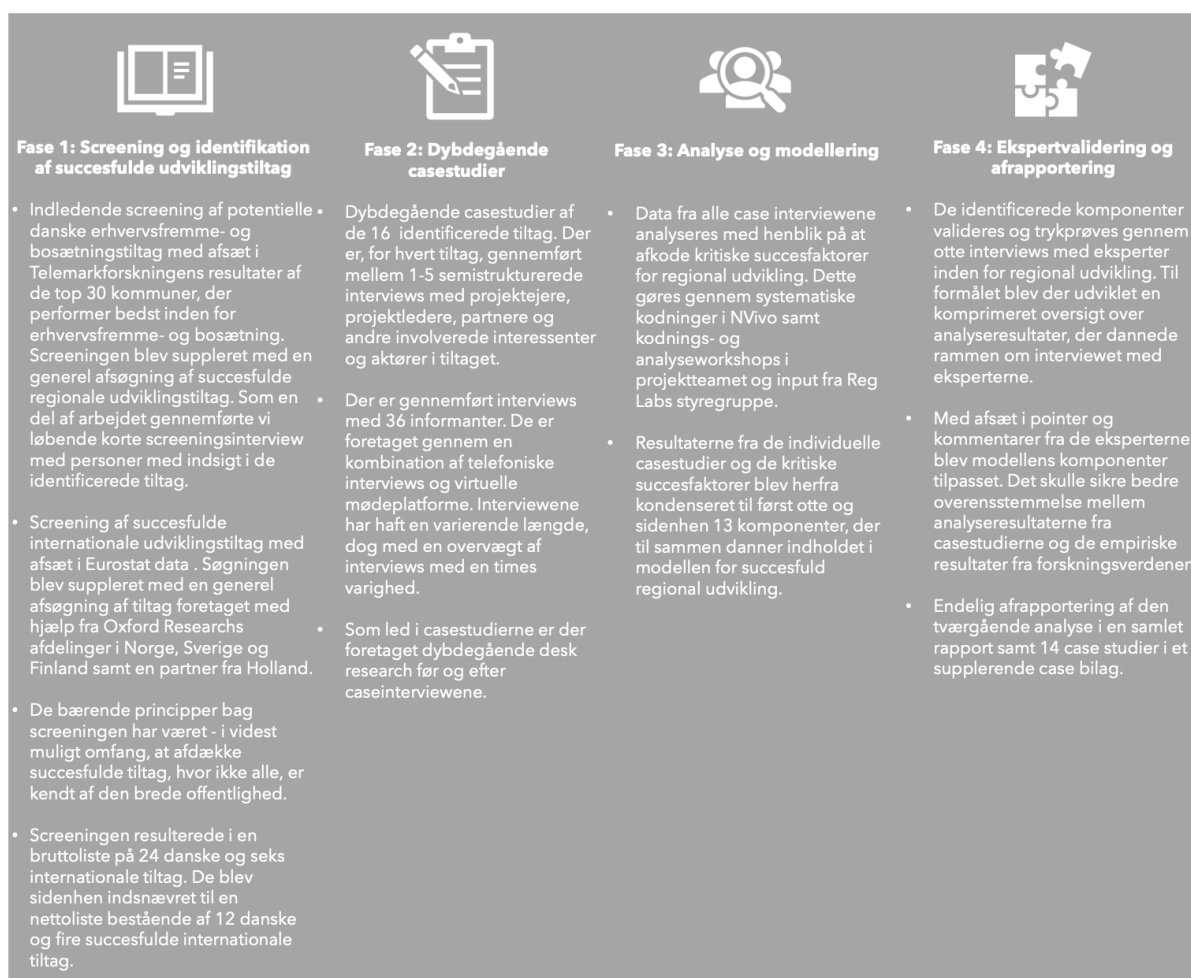 Fase 1: Screening og identifikation
af succesfulde udviklingstiltag
• Indledende screening af potentielle
danske erhvervsfremme- og
bosætningstiltag med afsæt i
Telemarkforskningens resultater af
de top 30 kommuner, der
performer bedst inden for
erhvervsfremme- og bosætning.
Screeningen blev suppleret med en
generel afsøgning af succesfulde
regionale udviklingstiltag. Som en
del af arbejdet gennemførte vi
løbende korte screeningsinterview
med personer med indsigt i de
identificerede tiltag.
• Screening af succesfulde
internationale udviklingstiltag med
afsæt i Eurostat data . Søgningen
blev suppleret med en generel
afsøgning af tiltag foretaget med
hjælp fra Oxford Researchs
afdelinger i Norge, Sverige og
Finland samt en partner fra Holland.
• De bærende principper bag
screeningen har været - i videst
muligt omfang, at afdække
succesfulde tiltag, hvor ikke alle, er
kendt af den brede offentlighed.
• Screeningen resulterede i en
bruttoliste på 24 danske og seks
internationale tiltag. De blev
sidenhen indsnævret til en
nettoliste bestående af 12 danske
og fire succesfulde internationale
tiltag.
Fase 2: Dybdegående
casestudier
• Dybdegående casestudier af
de 16 identificerede tiltag. Der
er, for hvert tiltag, gennemført
mellem 1-5 semistrukturerede
interviews med projektejere,
projektledere, partnere og
andre involverede interessenter
og aktører i tiltaget.
• Der er gennemført interviews
med 36 informanter. De er
foretaget gennem en
kombination af telefoniske
interviews og virtuelle
mødeplatforme. Interviewene
har haft en varierende længde,
dog med en overvægt af
interviews med en times
varighed.
• Som led i casestudierne er der
foretaget dybdegående desk
research før og efter
caseinterviewene.
Fase 3: Analyse og modellering
• Data fra alle case interviewene
analyseres med henblik på at
afkode kritiske succesfaktorer
for regional udvikling. Dette
gøres gennem systematiske
kodninger i NVivo samt
kodnings- og
analyseworkshops i
projektteamet og input fra Reg
Labs styregruppe.
• Resultaterne fra de individuelle
casestudier og de kritiske
succesfaktorer blev herfra
kondenseret til først otte og
sidenhen 13 komponenter, der
til sammen danner indholdet i
modellen for succesfuld
regional udvikling.
Fase 4: Ekspertvalidering og
afrapportering
• De identificerede komponenter
valideres og trykprøves gennem
otte interviews med eksperter
inden for regional udvikling. Til
formålet blev der udviklet en
komprimeret oversigt over
analyseresultater, der dannede
rammen om interviewet med
eksperterne.
• Med afsæt i pointer og
kommentarer fra de eksperterne
blev modellens komponenter
tilpasset. Det skulle sikre bedre
overensstemmelse mellem
analyseresultaterne fra
casestudierne og de empiriske
resultater fra forskningsverdener
• Endelig afrapportering af den
tværgående analyse i en samlet
rapport samt 14 case studier i et
supplerende case bilag.